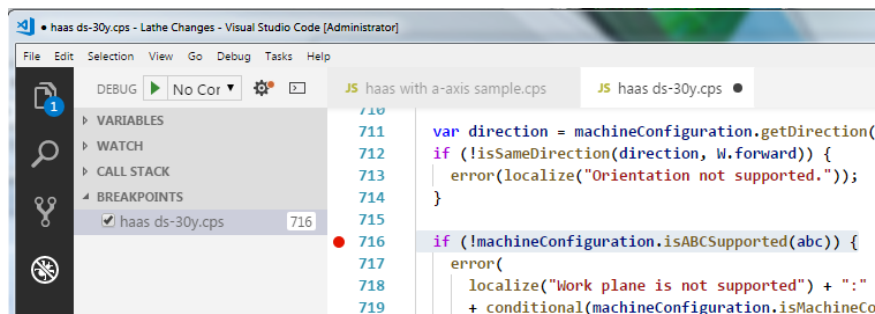 ● haas ds-30y.cps - Lathe Changes - Visual Studio Code [Administrator]
File Edit Selection View Go Debug Tasks Help
DEBUG No Cor
JS haas with a-axis sample.cps
JS haas ds-30y.cps ●
1
VARIABLES
WATCH
CALL STACK
BREAKPOINTS
haas ds-30y.cps 716
710
711 var direction = machineConfiguration.getDirection(
712 if (!isSameDirection(direction, W.forward)) {
713 error(localize("Orientation not supported."));
714 }
715
716 if (!machineConfiguration.isABCSupported(abc)) {
717 error(
718 localize("Work plane is not supported") + ":"
719 + conditional(machineConfiguration.isMachineCo